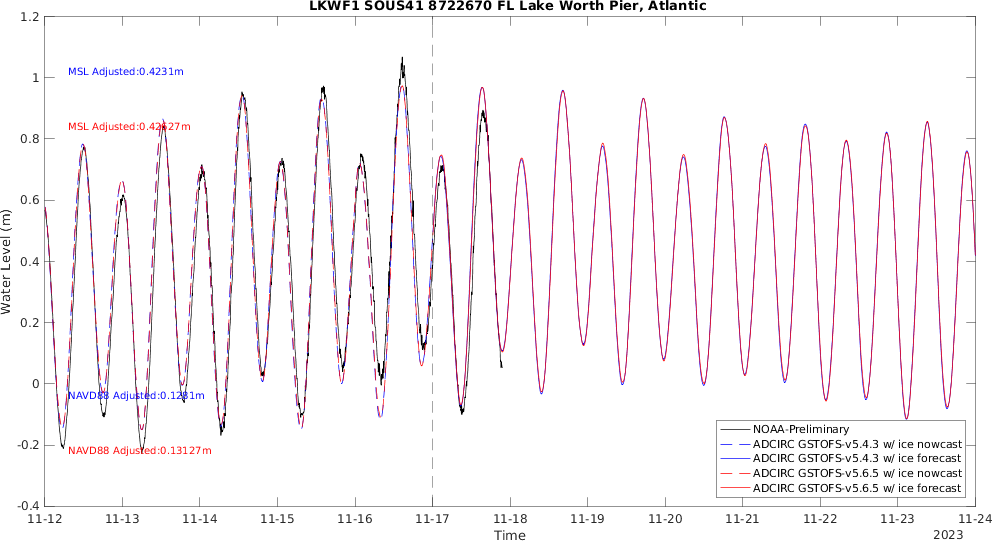 LKWF1 SOUS41 8722670 FL Lake Worth Pier, Atlantic
1.2
1
0.8
0.6
0.4
0.2
0
-0.2
-0.4
Water Level (m)
MSL Adjusted:0.4231m
MSL Adjusted:0.42627m
NAVD88 Adjusted:0.1281m
NAVD88 Adjusted:0.13127m
NOAA-Preliminary
ADCIRC GSTOFS-v5.4.3 w/ ice nowcast
ADCIRC GSTOFS-v5.4.3 w/ ice forecast
ADCIRC GSTOFS-v5.6.5 w/ ice nowcast
ADCIRC GSTOFS-v5.6.5 w/ ice forecast
11-12 11-13 11-14 11-15 11-16 11-17 11-18 11-19 11-20 11-21 11-22 11-23 11-24
Time
2023